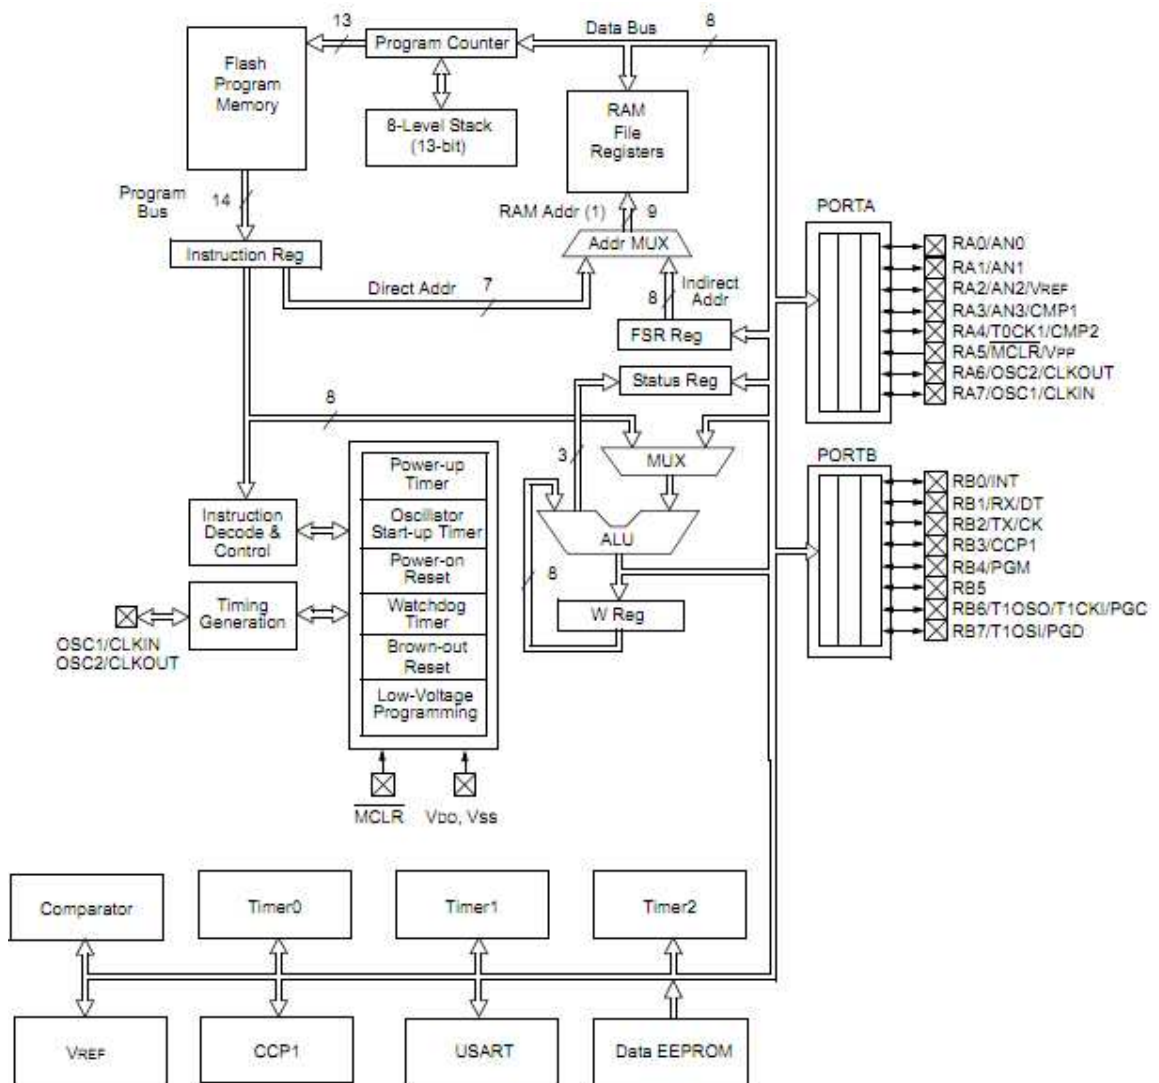 13
Program Counter
Data Bus
8
Flash
Program
Memory
8-Level Stack
(13-bit)
RAM
File
Registers
Program
Bus
14
RAM Addr (1)
9
PORTA
Instruction Reg
Addr MUX
Direct Addr
7
8
Indirect
Addr
FSR Reg
Status Reg
RA0/AN0
RA1/AN1
RA2/AN2/VREF
RA3/AN3/CMP1
RA4/T0CK1/CMP2
RA5/MCLR/VPP
RA6/OSC2/CLKOUT
RA7/OSC1/CLKIN
8
3
MUX
PORTB
Power-up
Timer
Oscillator
Start-up Timer
Power-on
Reset
Watchdog
Timer
Brown-out
Reset
Low-Voltage
Programming
Instruction
Decode &
Control
Timing
Generation
OSC1/CLKIN
OSC2/CLKOUT
ALU
8
W Reg
RB0/INT
RB1/RX/DT
RB2/TX/CK
RB3/CCP1
RB4/PGM
RB5
RB6/T1OSO/T1CKI/PGC
RB7/T1OSI/PGD
MCLR
VDD, VSS
Comparator
Timer0
Timer1
Timer2
VREF
CCP1
USART
Data EEPROM